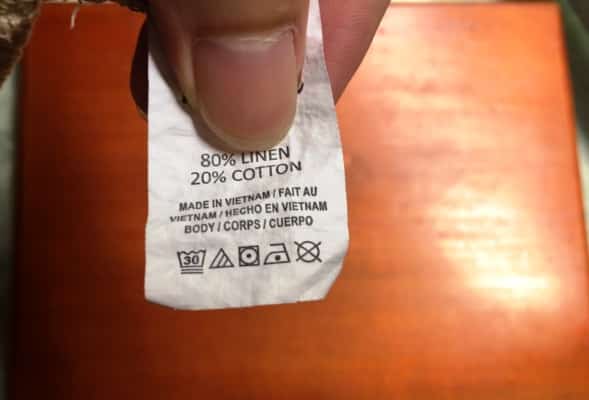 80% LINEN
20% COTTON
MADE IN VIETNAM / FAIT AU
VIETNAM / HECHO EN VIETNAM
BODY / CORPS / CUERPO
30